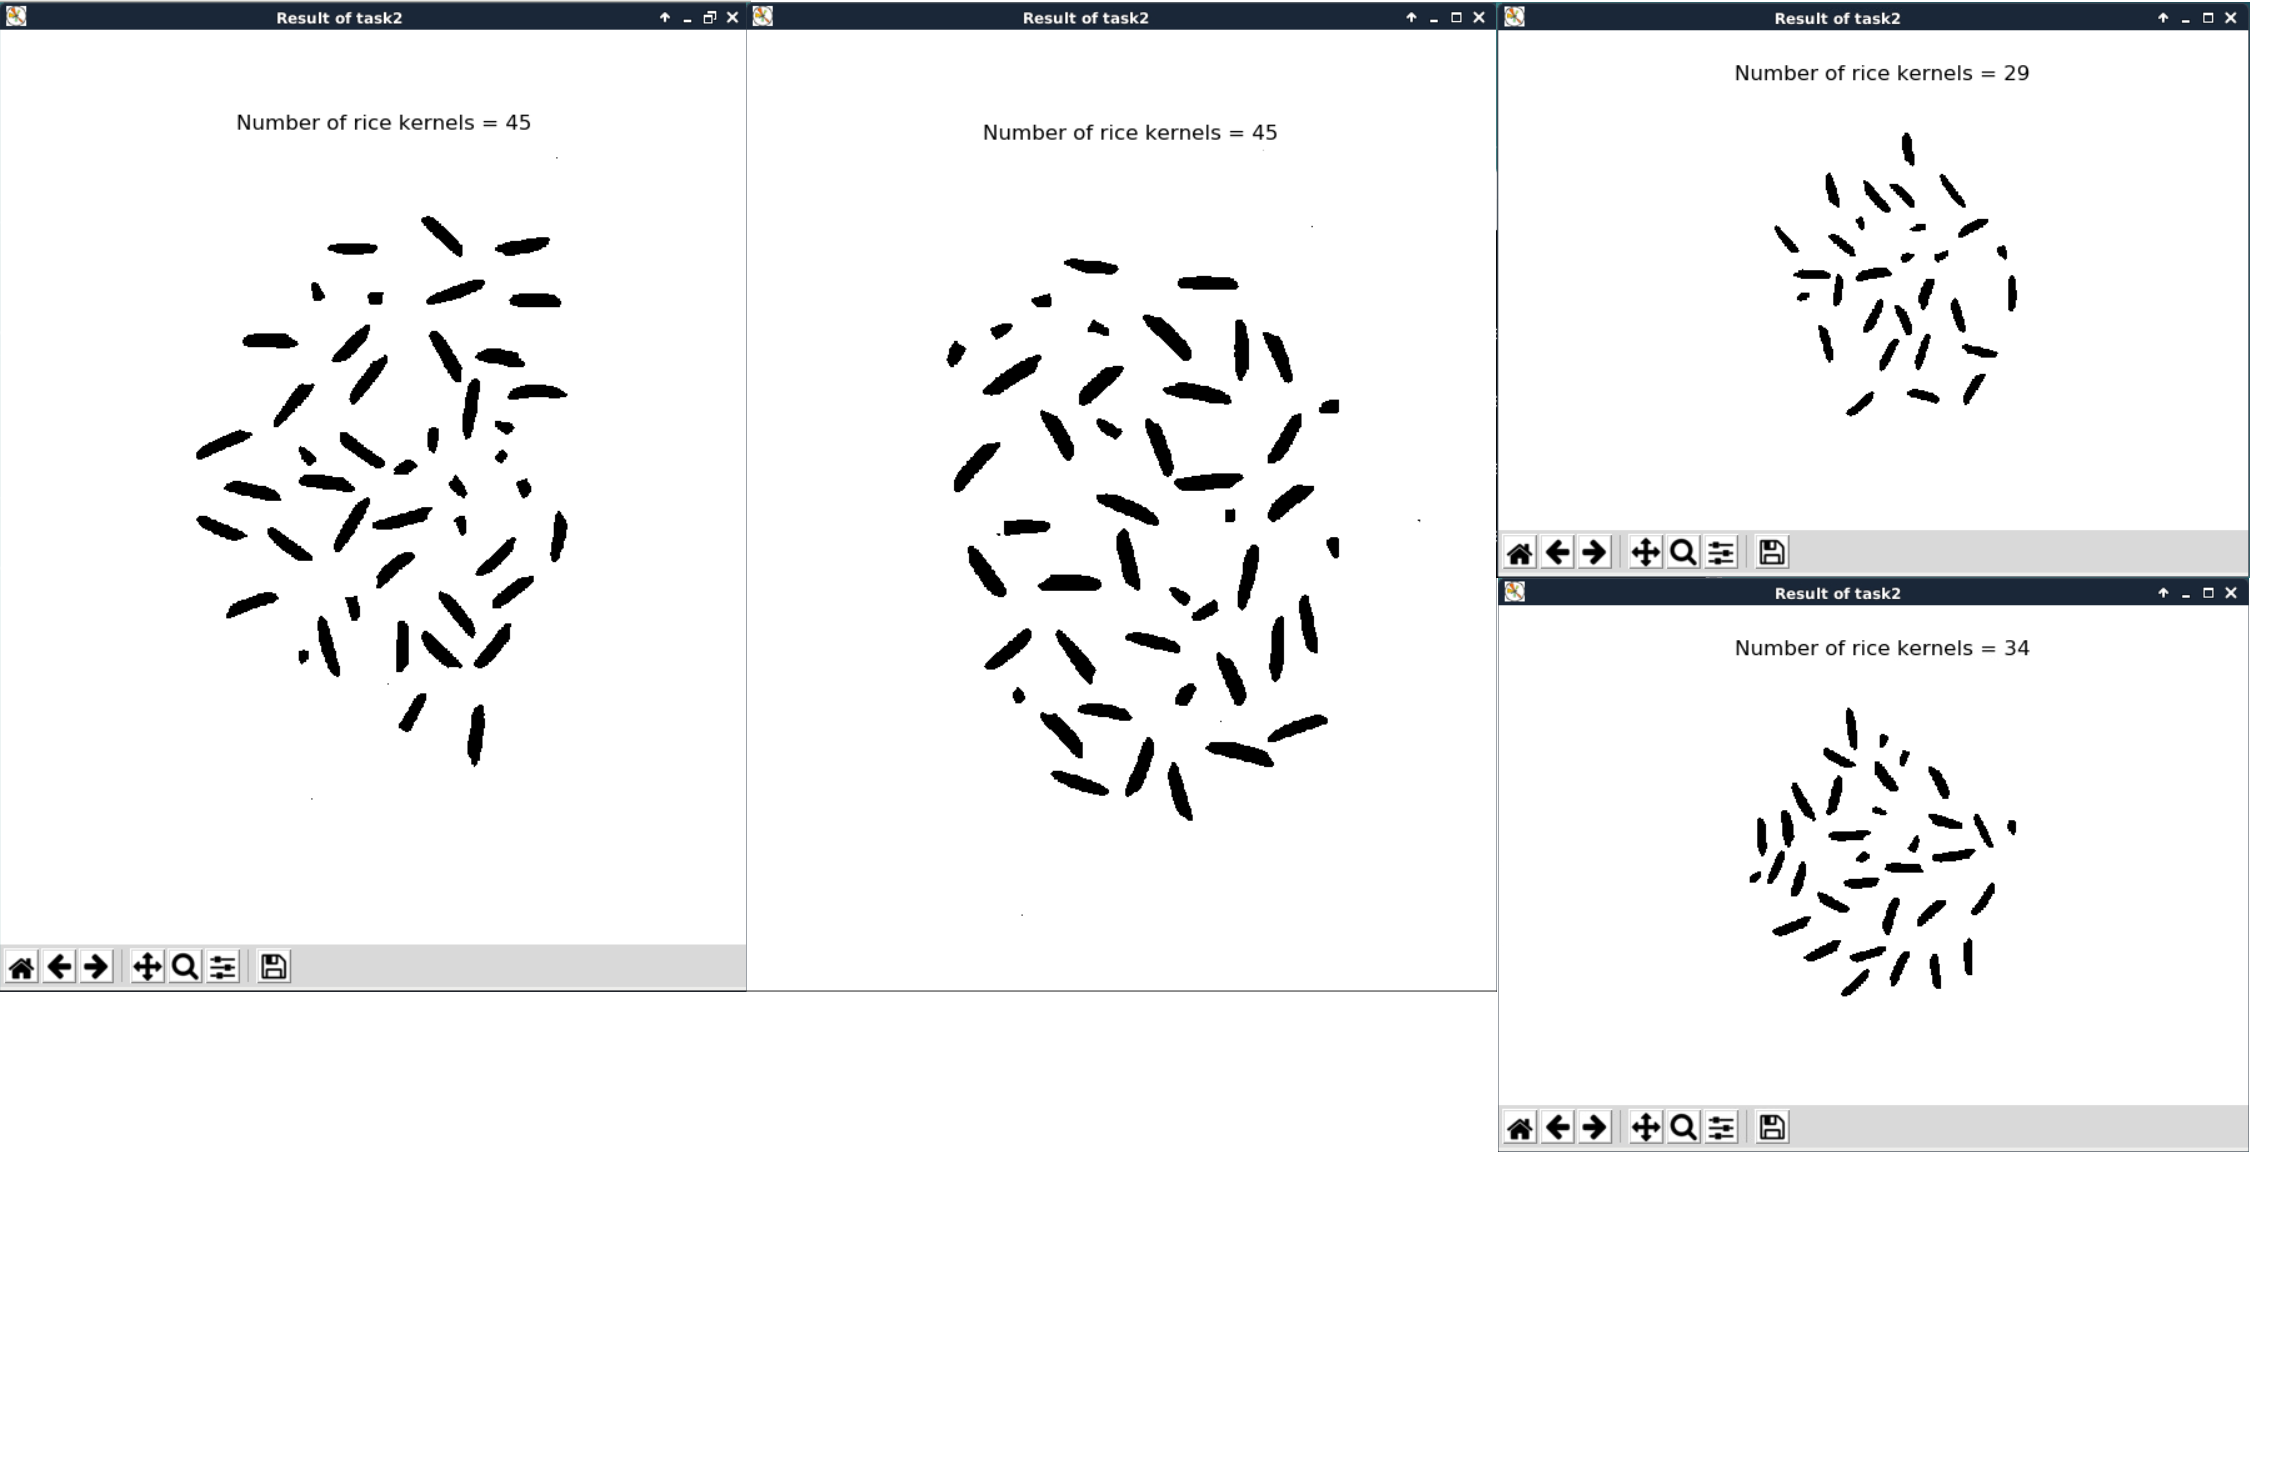 Result of task2
Number of rice kernels = 45
Result of task2
Number of rice kernels = 45
Result of task2
Number of rice kernels = 29
Result of task2
Number of rice kernels = 34